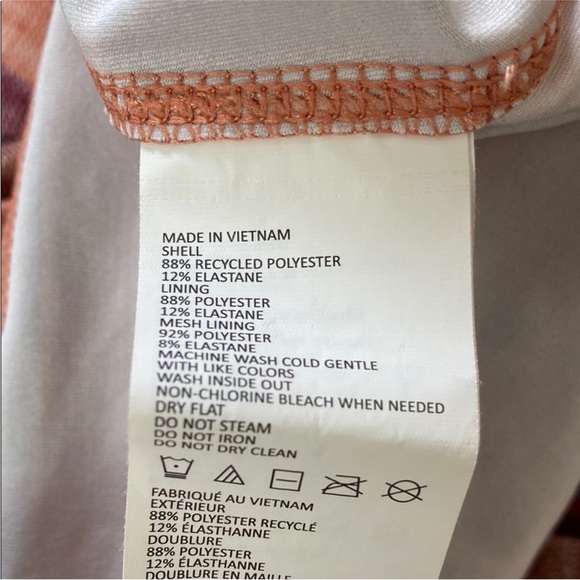 MADE IN VIETNAM
SHELL
88% RECYCLED POLYESTER
12% ELASTANE
LINING
88% POLYESTER
12% ELASTANE
MESH LINING
92% POLYESTER
8% ELASTANE
MACHINE WASH COLD GENTLE
WITH LIKE COLORS
WASH INSIDE OUT
NON-CHLORINE BLEACH WHEN NEEDED
DRY FLAT
DO NOT STEAM
DO NOT IRON
DO NOT DRY CLEAN
FABRIQUÉ AU VIETNAM
EXTÉRIEUR
88% POLYESTER RECYCLÉ
12% ÉLASTHANNE
DOUBLURE
88% POLYESTER
12% ÉLASTHANNE
DOUBLURE EN MAILLE